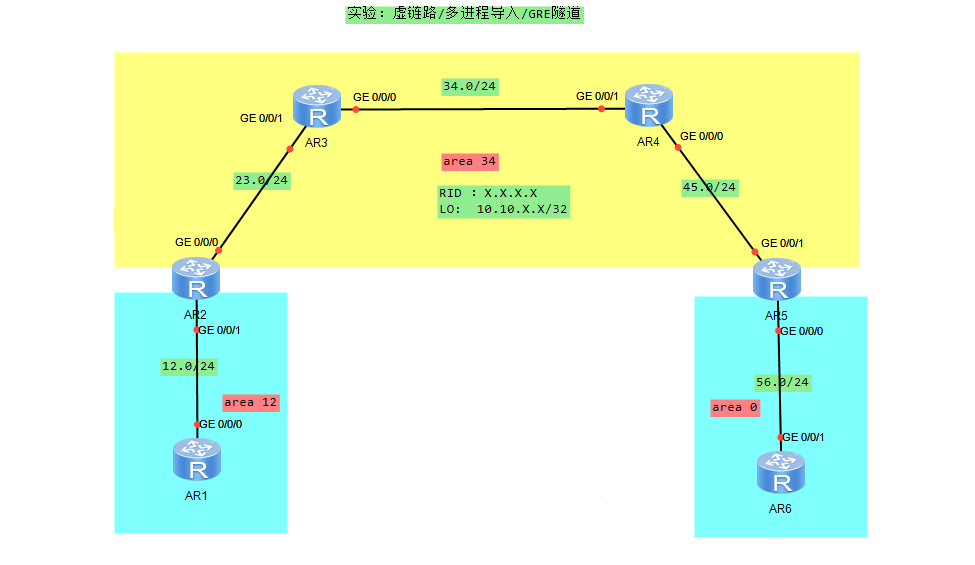 实验: 虚链路/多进程导入/GRE隧道
34.0/24
GE 0/0/0
GE 0/0/1
GE 0/0/1
R
R
AR3
AR4
GE 0/0/0
area 34
23.0/24
45.0/24
RID : X.X.X.X
LO: 10.10.X.X/32
GE 0/0/0
GE 0/0/1
R
R
AR2
AR5
GE 0/0/1
GE 0/0/0
12.0/24
56.0/24
area 12
area 0
GE 0/0/0
GE 0/0/1
R
R
AR1
AR6